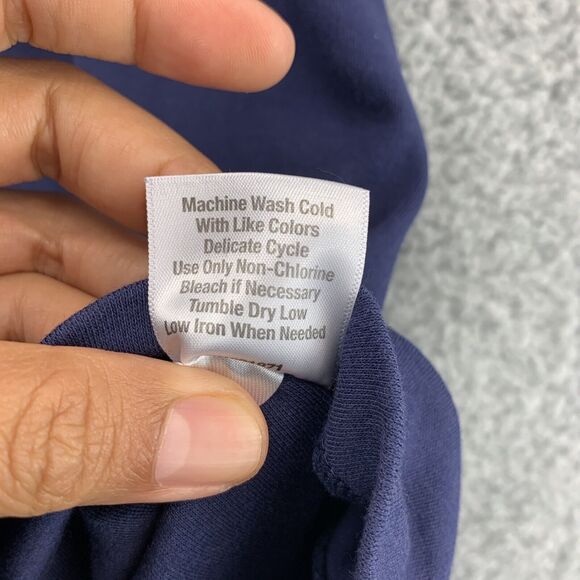 Machine Wash Cold
With Like Colors
Delicate Cycle
Use Only Non-Chlorine
Bleach if Necessary
Tumble Dry Low
Low Iron When Needed